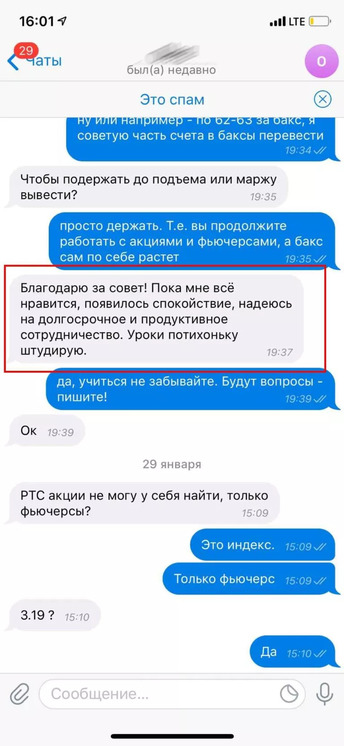 16:01
LTE
29
Чаты
был(а) недавно
О
Это спам
ну или например - по 62-63 за бакс, я
советую часть счета в баксы перевести
19:34
Чтобы подержать до подъема или маржу
вывести?
19:35
просто держать. Т.е. вы продолжите
работать с акциями и фьючерсами, а бакс
сам по себе растет
19:35
Благодарю за совет! Пока мне всё
нравится, появилось спокойствие, надеюсь
на долгосрочное и продуктивное
сотрудничество. Уроки потихоньку
штудирую.
19:37
да, учиться не забывайте. Будут вопросы -
пишите!
19:39
Ок 19:39
29 января
РТС акции не могу у себя найти, только
фьючерсы?
15:09
Это индекс. 15:09
Только фьючерс 15:09
3.19 ? 15:10
Да 15:10
Сообщение...